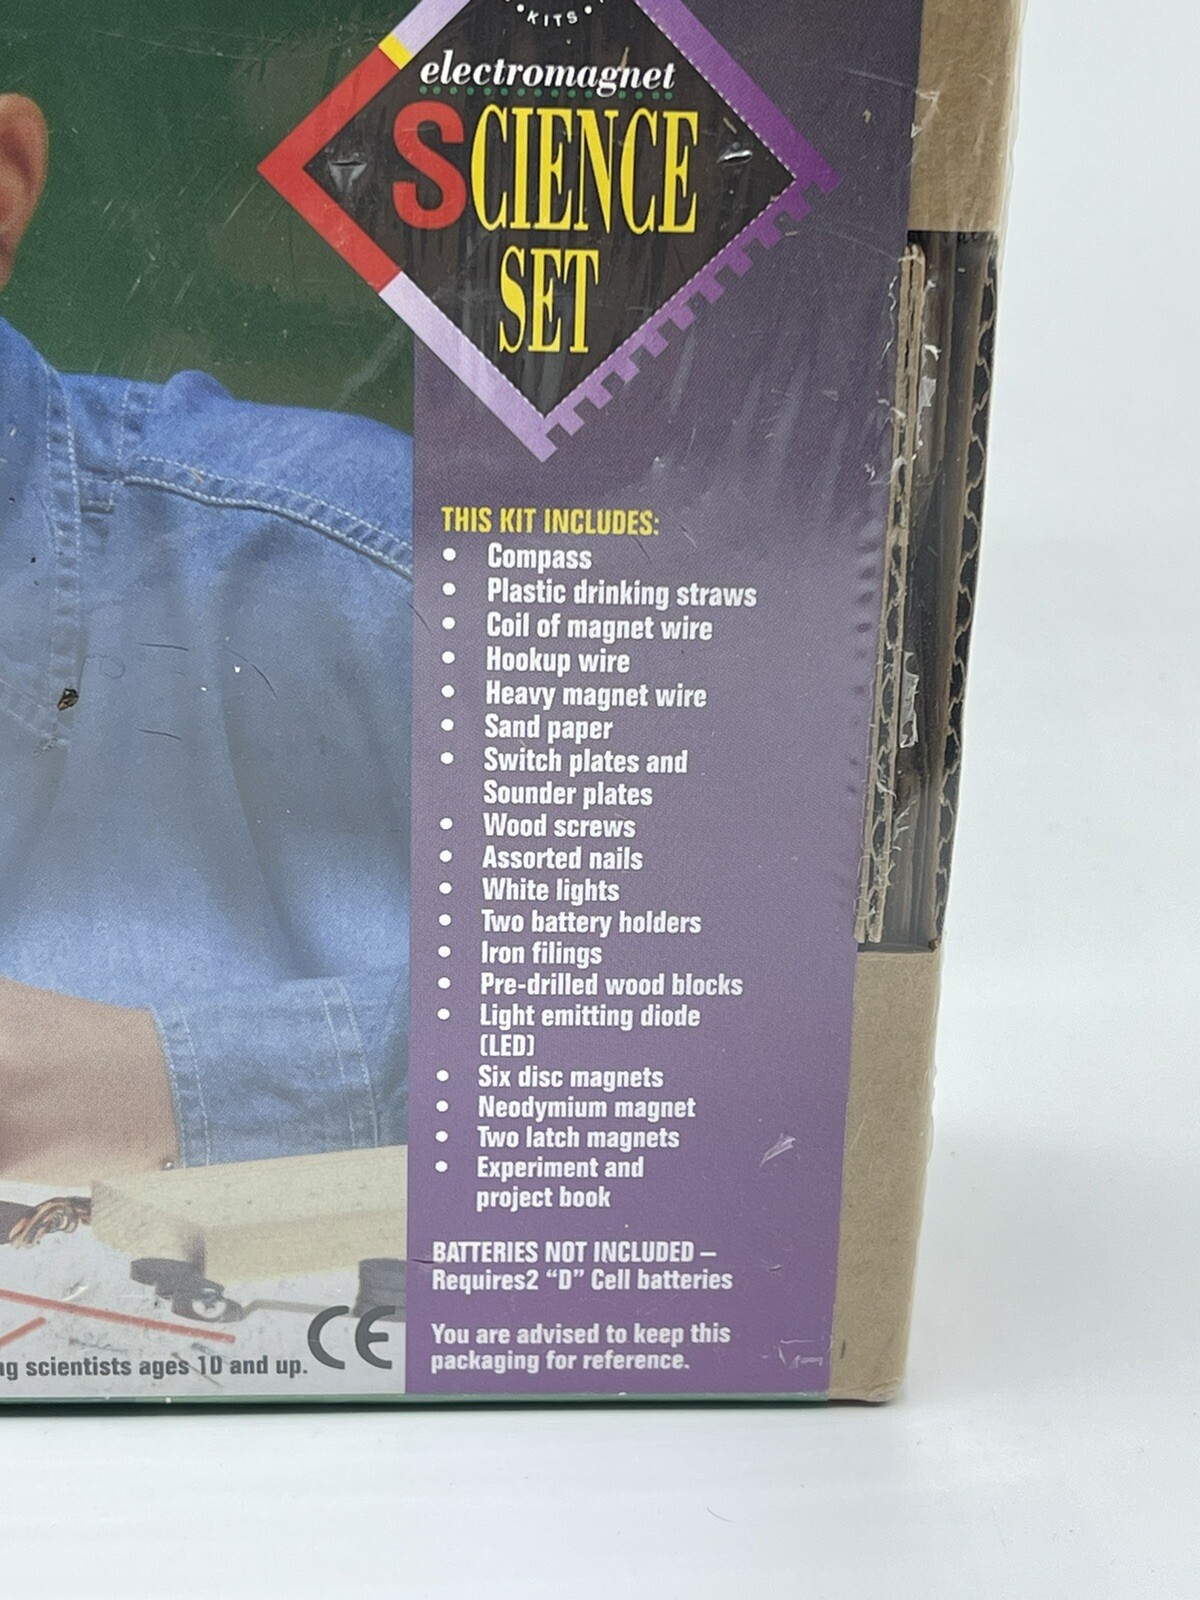 • KITS •
electromagnet
SCIENCE
SET
THIS KIT INCLUDES:
• Compass
• Plastic drinking straws
• Coil of magnet wire
• Hookup wire
• Heavy magnet wire
• Sand paper
• Switch plates and
Sounder plates
• Wood screws
• Assorted nails
• White lights
• Two battery holders
• Iron filings
• Pre-drilled wood blocks
• Light emitting diode
(LED)
• Six disc magnets
• Neodymium magnet
• Two latch magnets
• Experiment and
project book
BATTERIES NOT INCLUDED –
Requires2 “D” Cell batteries
You are advised to keep this
packaging for reference.
scientists ages 10 and up.
CE